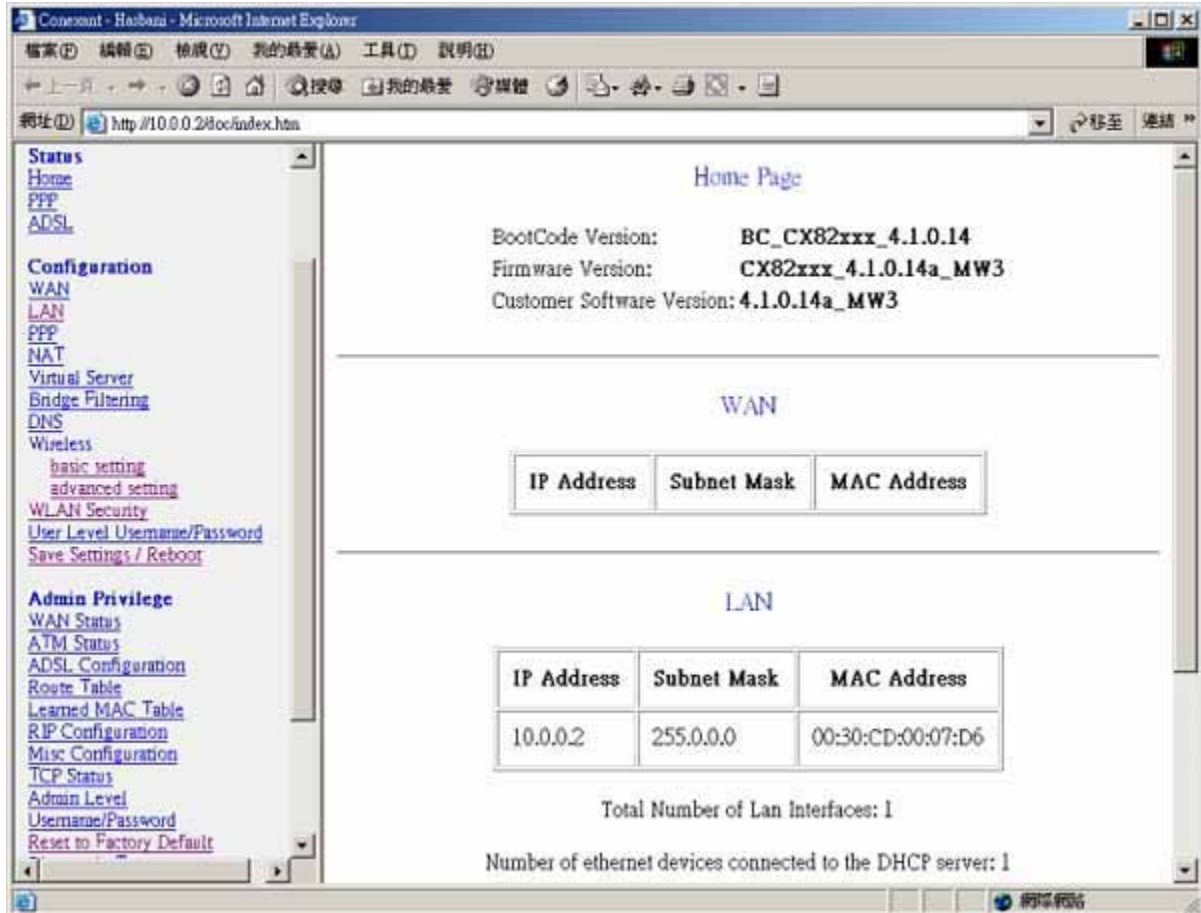 Conexant - Hasbani - Microsoft Internet Explorer
檔案(F) 編輯(E) 檢視(V) 我的最愛(A) 工具(T) 說明(H)
上一頁 搜尋 我的最愛 媒體
網址(D) http://10.0.0.2/doc/index.htm 移至 連結 »
Status
Home
PPP
ADSL
Configuration
WAN
LAN
PPP
NAT
Virtual Server
Bridge Filtering
DNS
Wireless
basic setting
advanced setting
WLAN Security
User Level Username/Password
Save Settings / Reboot
Admin Privilege
WAN Status
ATM Status
ADSL Configuration
Route Table
Learned MAC Table
RIP Configuration
Misc Configuration
TCP Status
Admin Level
Username/Password
Reset to Factory Default
Home Page
BootCode Version: BC_CX82xxx_4.1.0.14
Firmware Version: CX82xxx_4.1.0.14a_MW3
Customer Software Version: 4.1.0.14a_MW3
WAN
IP Address Subnet Mask MAC Address
LAN
IP Address Subnet Mask MAC Address
10.0.0.2 255.0.0.0 00:30:CD:00:07:D6
Total Number of Lan Interfaces: 1
Number of ethernet devices connected to the DHCP server: 1
網際網路